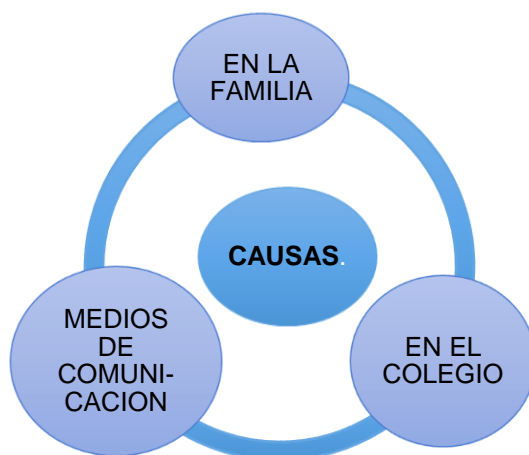 EN LA
FAMILIA
CAUSAS.
MEDIOS
DE
COMUNI-
CACION
EN EL
COLEGIO